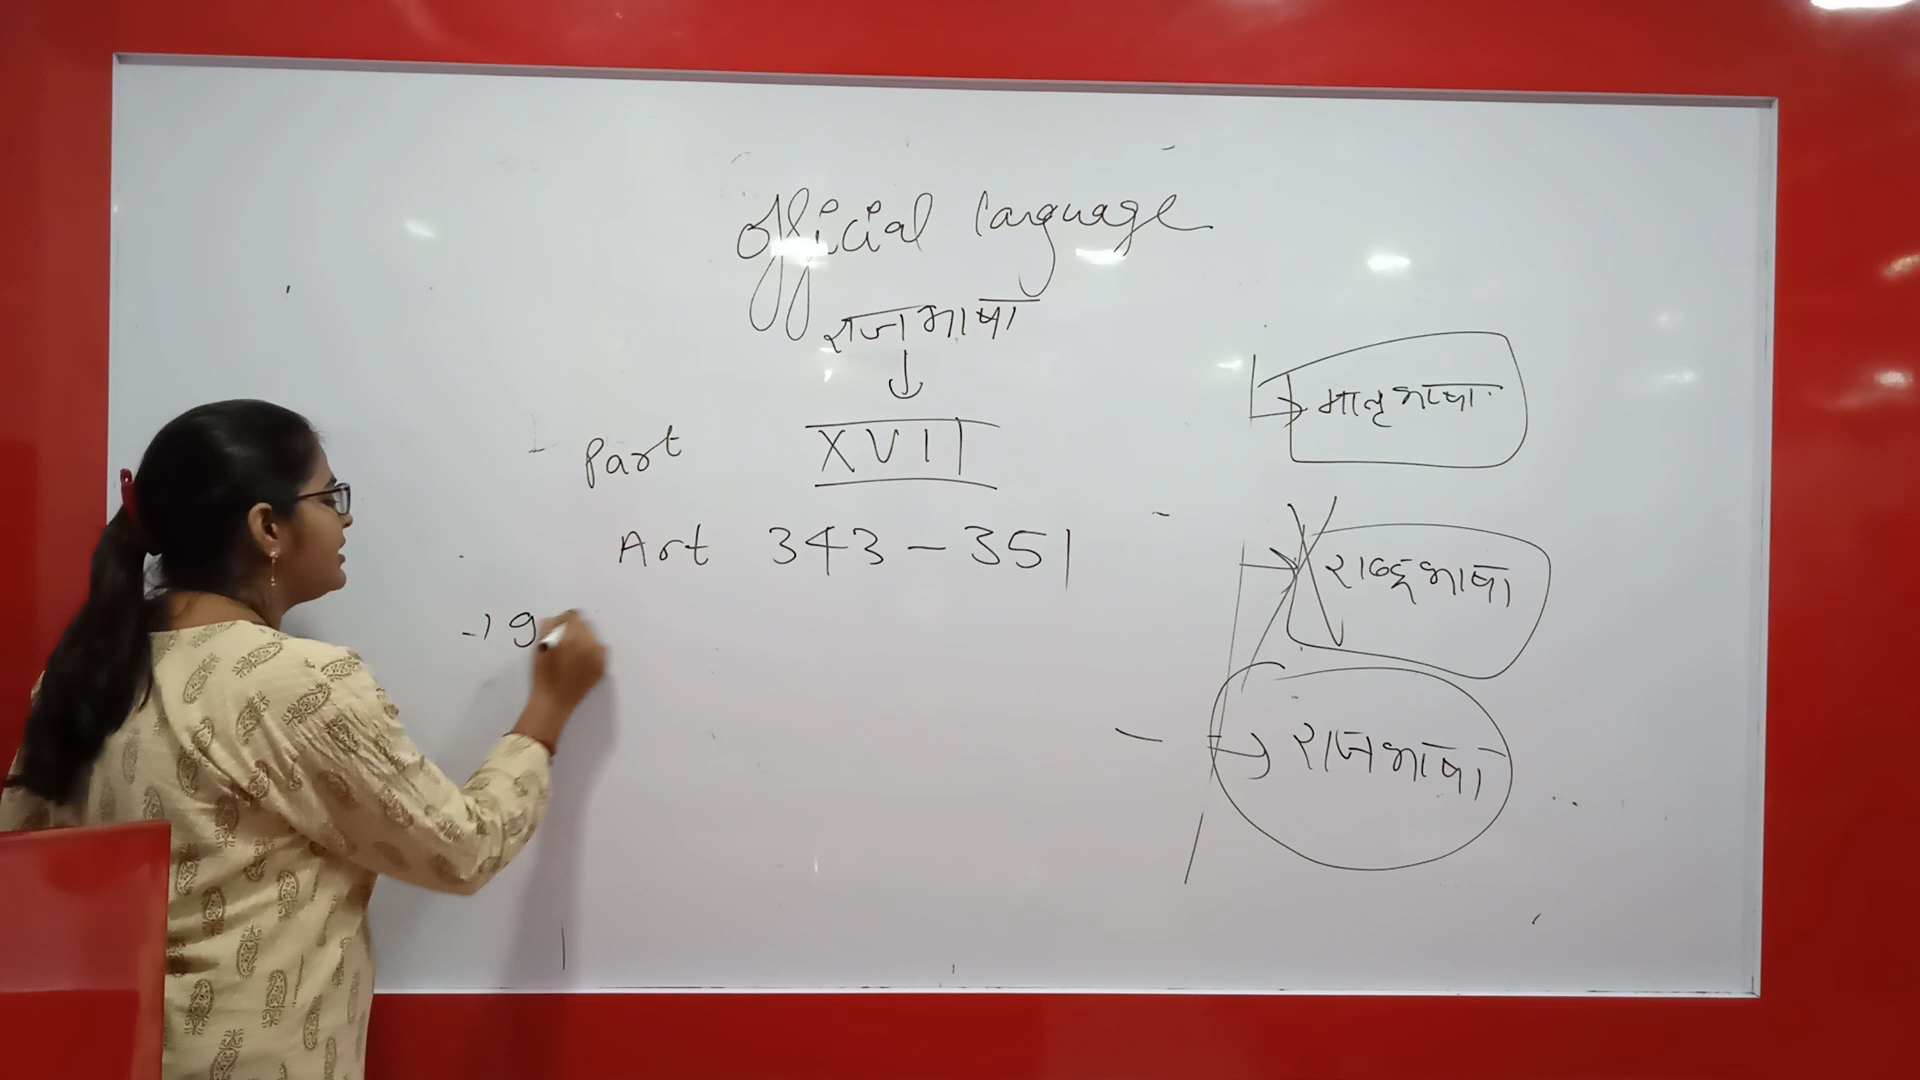 official language
राजभाषा
Part XVII
Art 343 - 351
→ g
→ मातृभाषा
→ राष्ट्रभाषा
→ राजभाषा